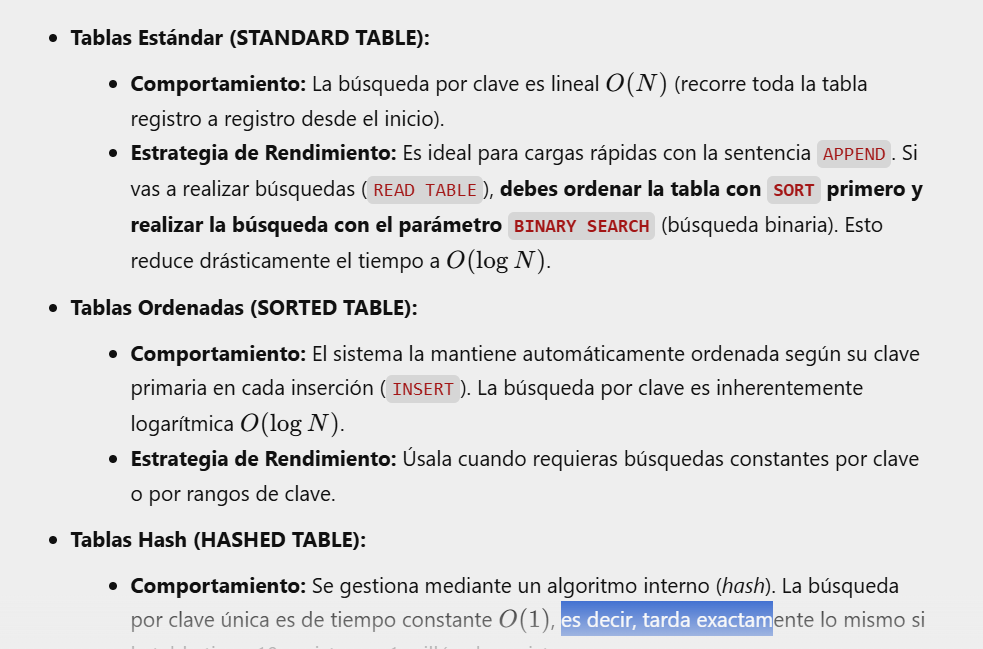 Tablas Estándar (STANDARD TABLE):
Comportamiento: La búsqueda por clave es lineal O(N) (recorre toda la tabla
registro a registro desde el inicio).
Estrategia de Rendimiento: Es ideal para cargas rápidas con la sentencia APPEND. Si
vas a realizar búsquedas (READ TABLE), debes ordenar la tabla con SORT primero y
realizar la búsqueda con el parámetro BINARY SEARCH (búsqueda binaria). Esto
reduce drásticamente el tiempo a O(log N).
Tablas Ordenadas (SORTED TABLE):
Comportamiento: El sistema la mantiene automáticamente ordenada según su clave
primaria en cada inserción (INSERT). La búsqueda por clave es inherentemente
logarítmica O(log N).
Estrategia de Rendimiento: Úsala cuando requieras búsquedas constantes por clave
o por rangos de clave.
Tablas Hash (HASHED TABLE):
Comportamiento: Se gestiona mediante un algoritmo interno (hash). La búsqueda
por clave única es de tiempo constante O(1), es decir, tarda exactamente lo mismo si